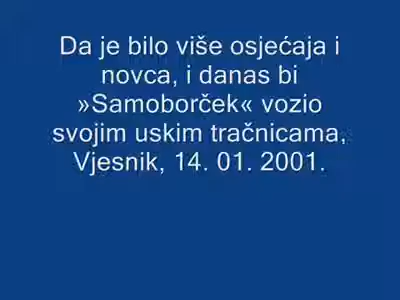 Da je bilo više osjećaja i
novca, i danas bi
»Samoborček« vozio
svojim uskim tračnicama,
Vjesnik, 14. 01. 2001.